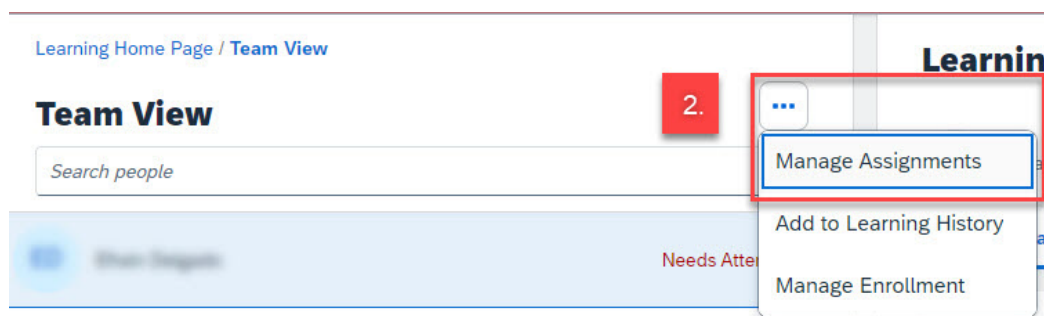 Learning Home Page / Team View
Learnin
Team View
2.
...
Search people
Manage Assignments
Add to Learning History
Needs Atte
Manage Enrollment